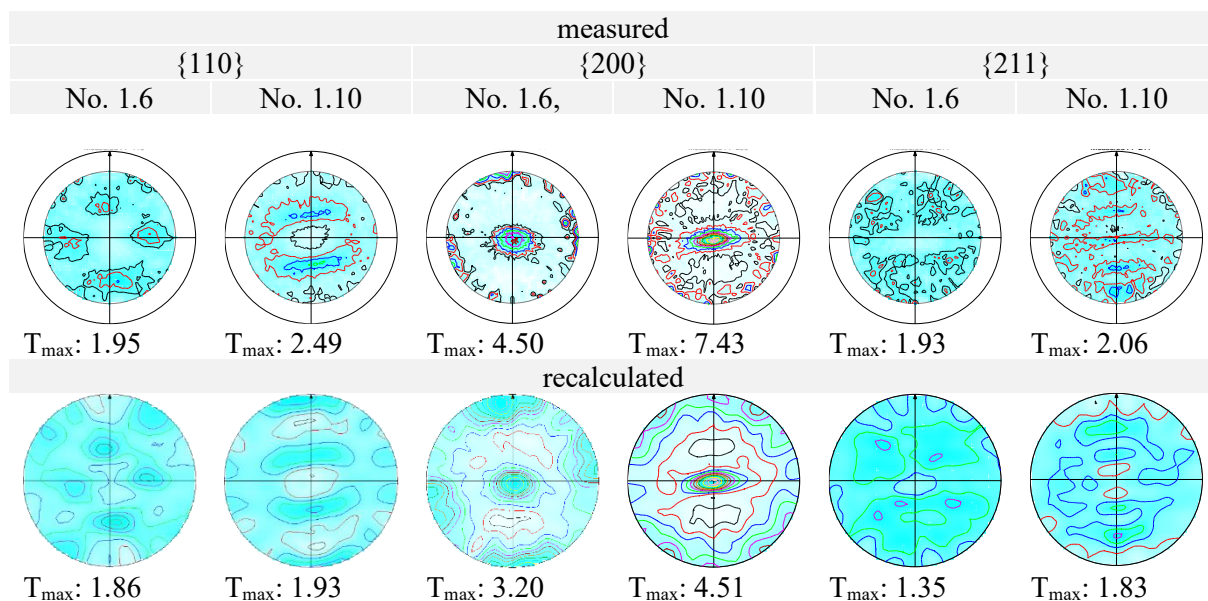 measured
{110} {200} {211}
No. 1.6 No. 1.10 No. 1.6, No. 1.10 No. 1.6 No. 1.10
Tmax: 1.95 Tmax: 2.49 Tmax: 4.50 Tmax: 7.43 Tmax: 1.93 Tmax: 2.06
recalculated
Tmax: 1.86 Tmax: 1.93 Tmax: 3.20 Tmax: 4.51 Tmax: 1.35 Tmax: 1.83